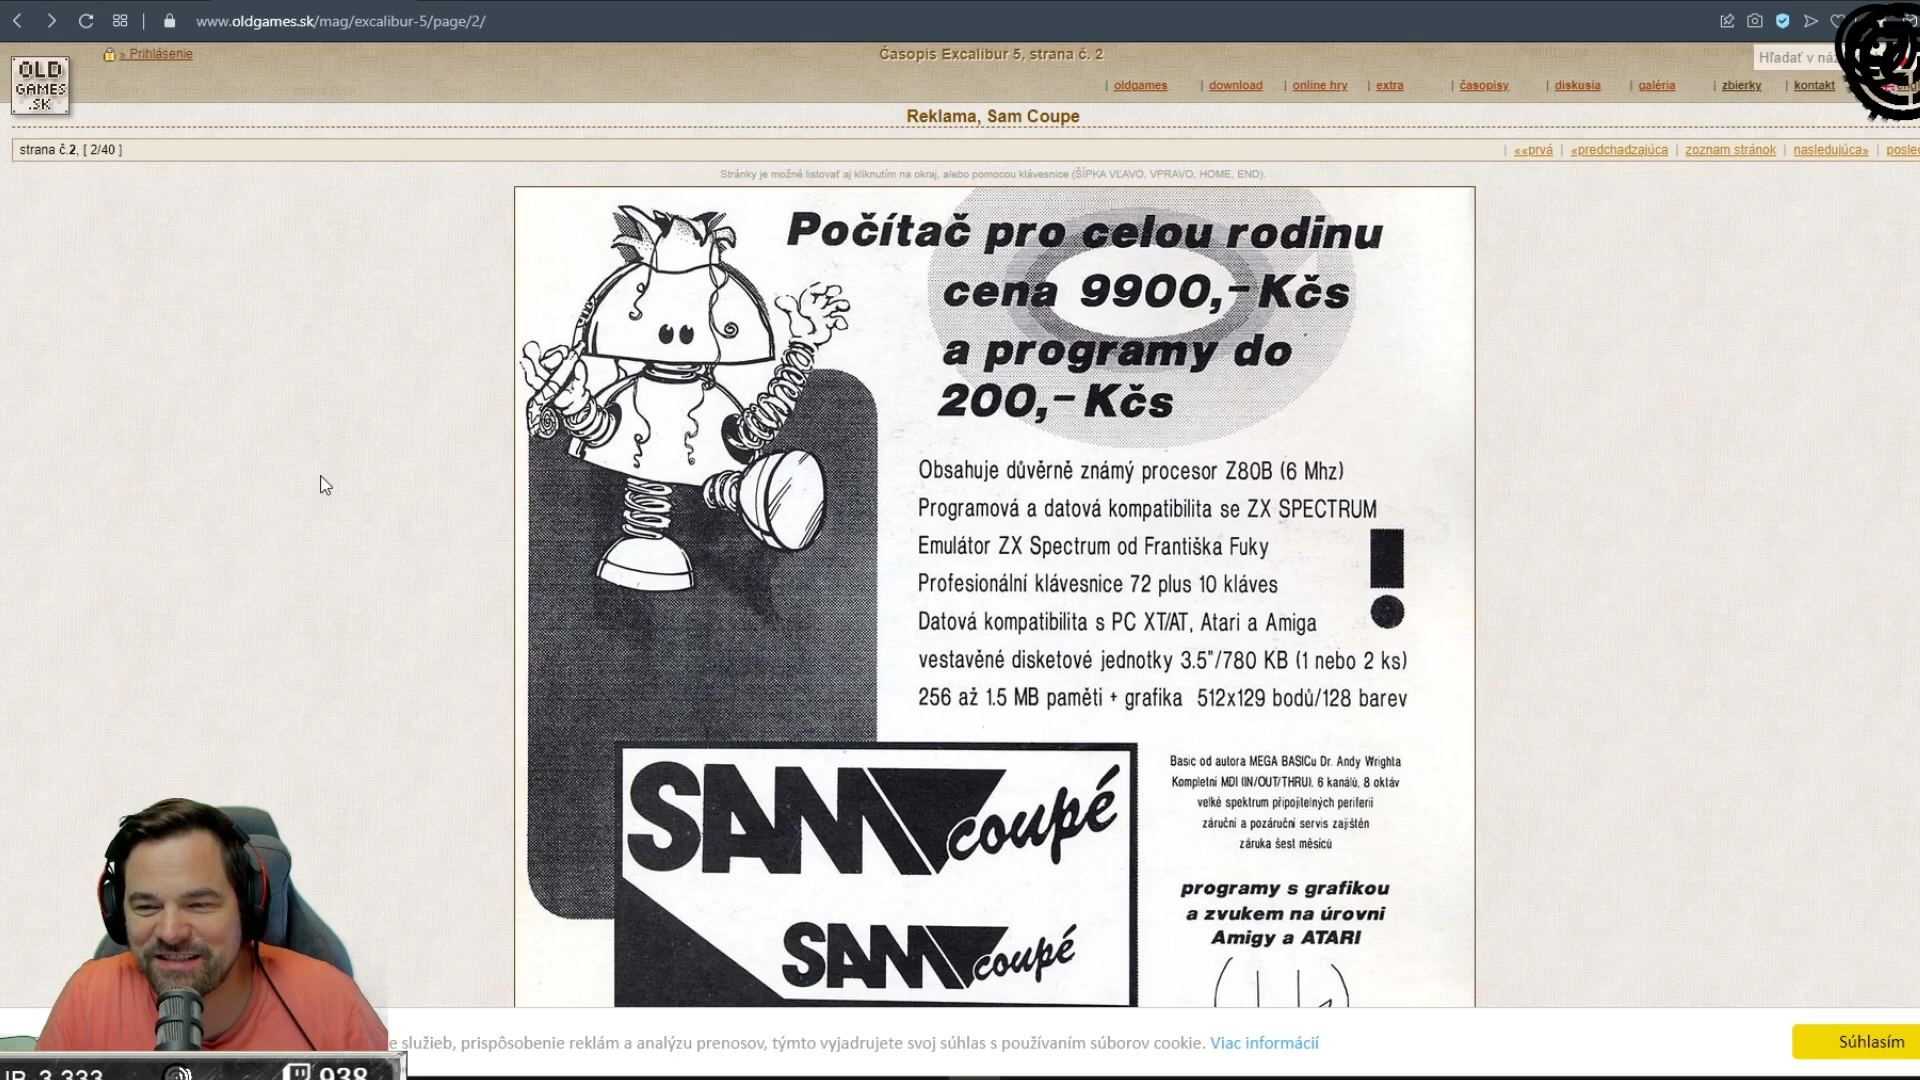 www.oldgames.sk/mag/excalibur-5/page/2/
OLD
GAMES
.SK
» Prihlásenie
Časopis Excalibur 5, strana č. 2
Hľadať v náz
| oldgames | download | online hry | extra | časopisy | diskusia | galéria | zbierky | kontakt
Reklama, Sam Coupe
strana č.2, [ 2/40 ]
| ««prvá | «predchadzajúca | zoznam stránok | nasledujúca» |
Stránky je možné listovať aj kliknutím na okraj, alebo pomocou klávesnice (ŠÍPKA VĽAVO, VPRAVO, HOME, END).
Počítač pro celou rodinu
cena 9900,- Kčs
a programy do
200,- Kčs
Obsahuje důvěrně známý procesor Z80B (6 Mhz)
Programová a datová kompatibilita se ZX SPECTRUM
Emulátor ZX Spectrum od Františka Fuky
Profesionální klávesnice 72 plus 10 kláves
Datová kompatibilita s PC XT/AT, Atari a Amiga
vestavěné disketové jednotky 3.5"/780 KB (1 nebo 2 ks)
256 až 1.5 MB paměti + grafika 512x129 bodů/128 barev
!
SAM coupé
SAM coupé
Basic od autora MEGA BASICu Dr. Andy Wrighta
Kompletní MDI (IN/OUT/THRU), 6 kanálů, 8 oktáv
velké spektrum připojitelných periferií
záruční a pozáruční servis zajištěn
záruka šest měsíců
programy s grafikou
a zvukem na úrovni
Amigy a ATARI
e služieb, prispôsobenie reklám a analýzu prenosov, týmto vyjadrujete svoj súhlas s používaním súborov cookie. Viac informácií
Súhlasím
3 333
938